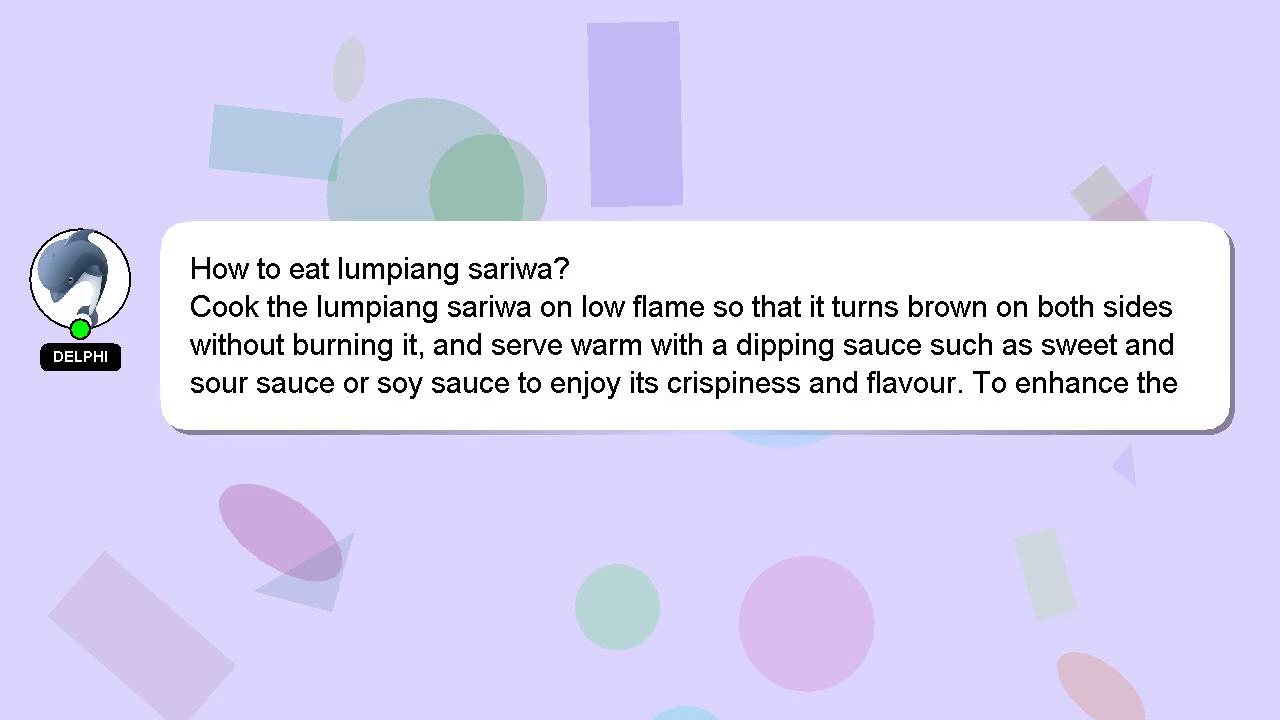 How to eat lumpiang sariwa?
Cook the lumpiang sariwa on low flame so that it turns brown on both sides
without burning it, and serve warm with a dipping sauce such as sweet and
sour sauce or soy sauce to enjoy its crispiness and flavour. To enhance the
DELPHI